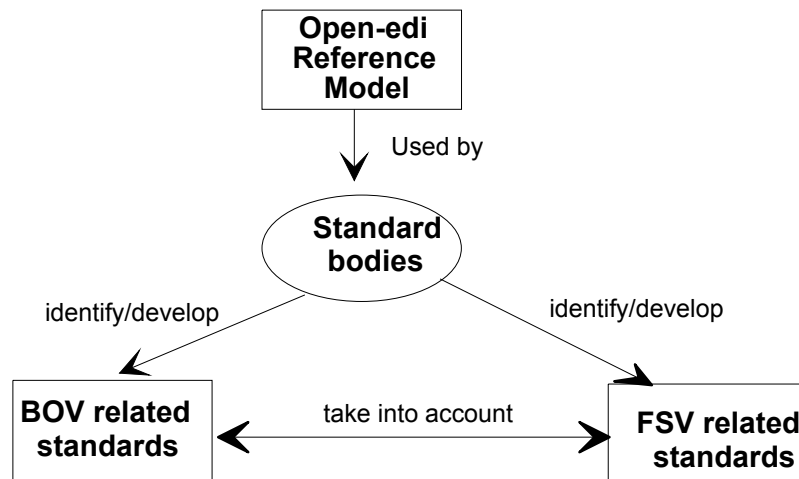 Open-edi
Reference
Model
Used by
Standard
bodies
identify/develop
identify/develop
BOV related
standards
take into account
FSV related
standards